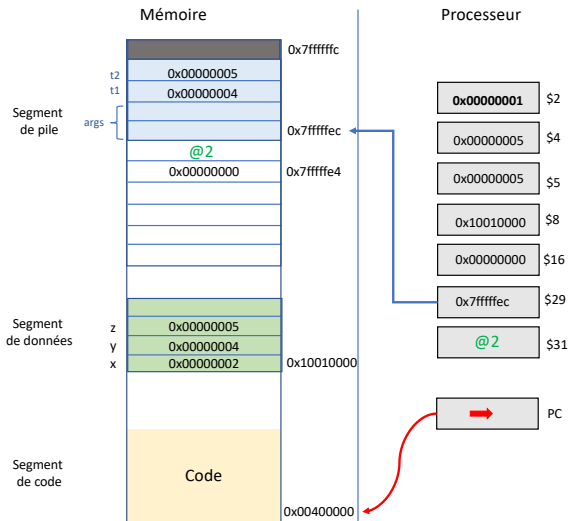 Mémoire
Processeur
0x7ffffffc
t2 0x00000005
t1 0x00000004
args
Segment
de pile
0x7fffffec
@2
0x00000000 0x7fffffe4
Segment
de données
z 0x00000005
y 0x00000004
x 0x00000002 0x10010000
Segment
de code
Code
0x00400000
0x00000001 $2
0x00000005 $4
0x00000005 $5
0x10010000 $8
0x00000000 $16
0x7fffffec $29
@2 $31
PC